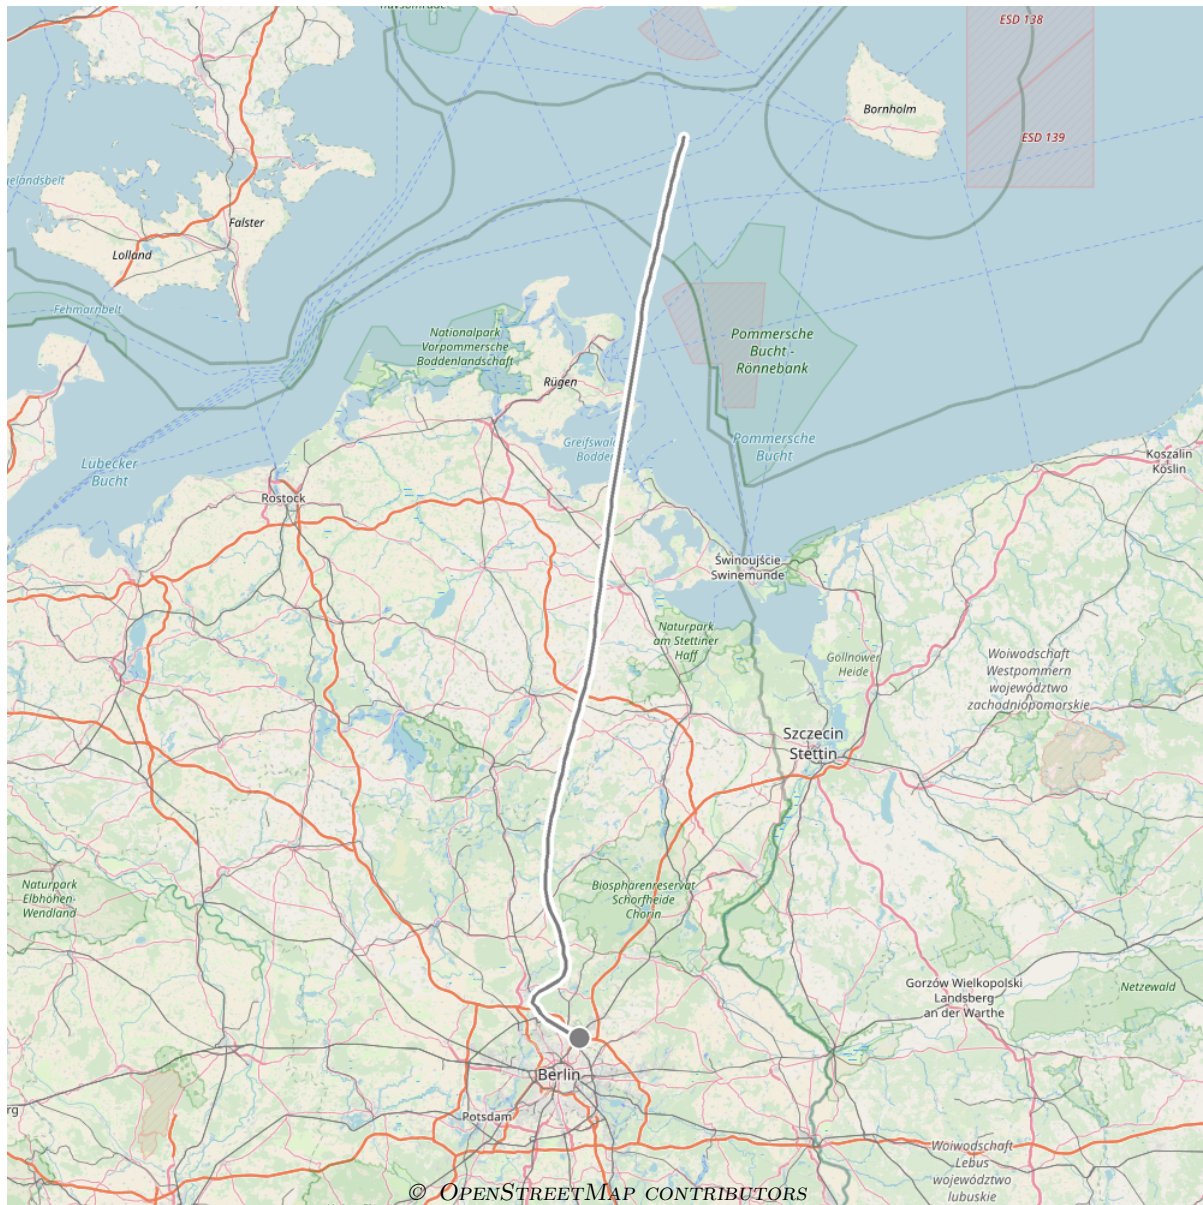 ESD 138
Bornholm
ESD 139
Falster
Lolland
Fehmarnbelt
Nationalpark
Vorpommersche
Boddenlandschaft
Pommersche
Bucht -
Rönnebank
Rügen
Pommersche
Bucht
Lübecker
Bucht
Koszalin
Köslin
Rostock
Świnoujście
Swinemünde
Naturpark
am Stettiner
Haff
Gollnower
Heide
Woiwodschaft
Westpommern
województwo
zachodniopomorskie
Szczecin
Stettin
Naturpark
Elbhöhen-
Wendland
Biosphärenreservat
Schorfheide
Chorin
Gorzów Wielkopolski
Landsberg
an der Warthe
Netzewald
Berlin
Potsdam
Woiwodschaft
Lebus
województwo
lubuskie
© OpenStreetMap contributors